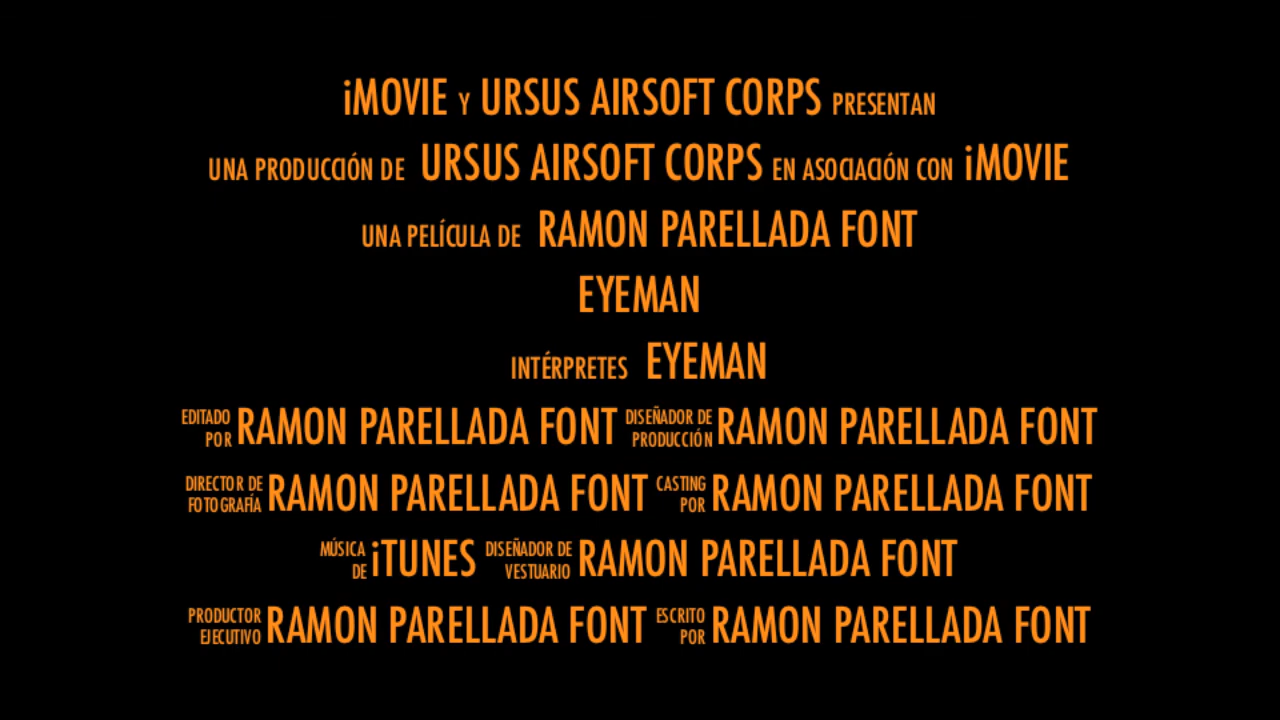 iMOVIE Y URSUS AIRSOFT CORPS PRESENTAN
UNA PRODUCCIÓN DE URSUS AIRSOFT CORPS EN ASOCIACIÓN CON iMOVIE
UNA PELÍCULA DE RAMON PARELLADA FONT
EYEMAN
INTÉRPRETES EYEMAN
EDITADO POR RAMON PARELLADA FONT DISEÑADOR DE PRODUCCIÓN RAMON PARELLADA FONT
DIRECTOR DE FOTOGRAFÍA RAMON PARELLADA FONT CASTING POR RAMON PARELLADA FONT
MÚSICA DE iTUNES DISEÑADOR DE VESTUARIO RAMON PARELLADA FONT
PRODUCTOR EJECUTIVO RAMON PARELLADA FONT ESCRITO POR RAMON PARELLADA FONT